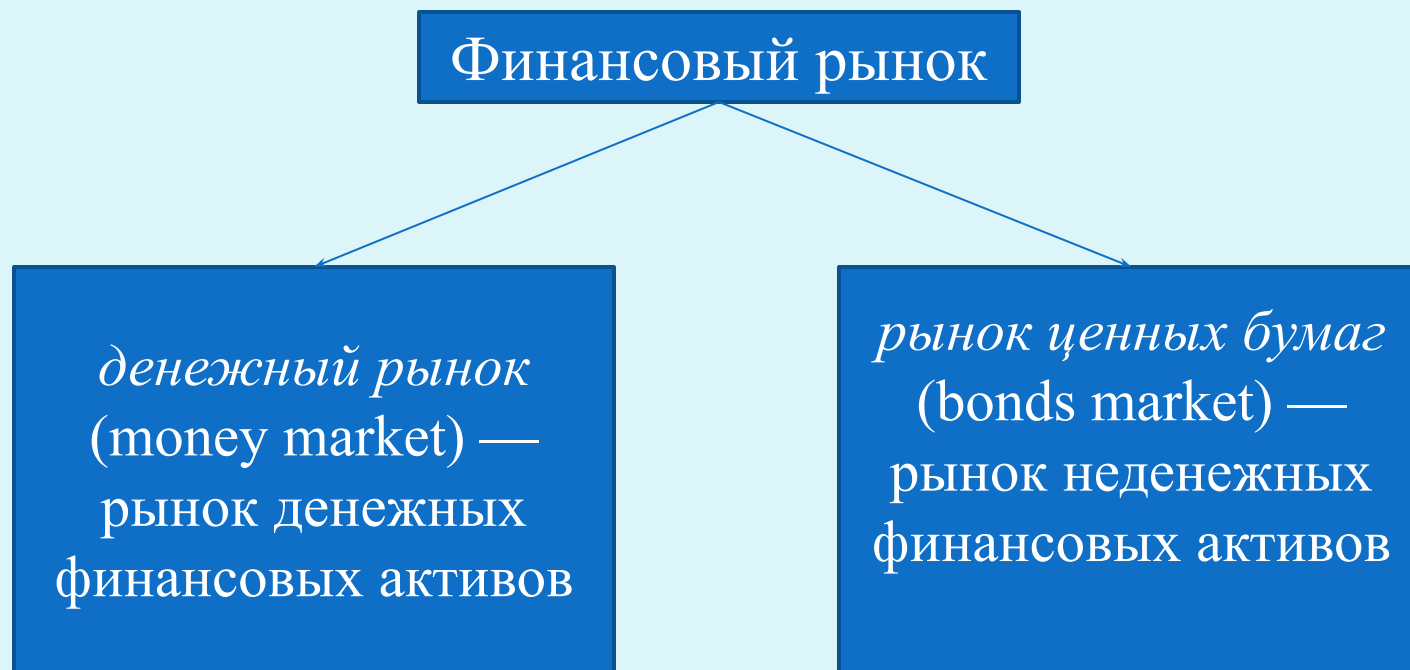 Финансовый рынок
денежный рынок
(money market) —
рынок денежных
финансовых активов
рынок ценных бумаг
(bonds market) —
рынок неденежных
финансовых активов